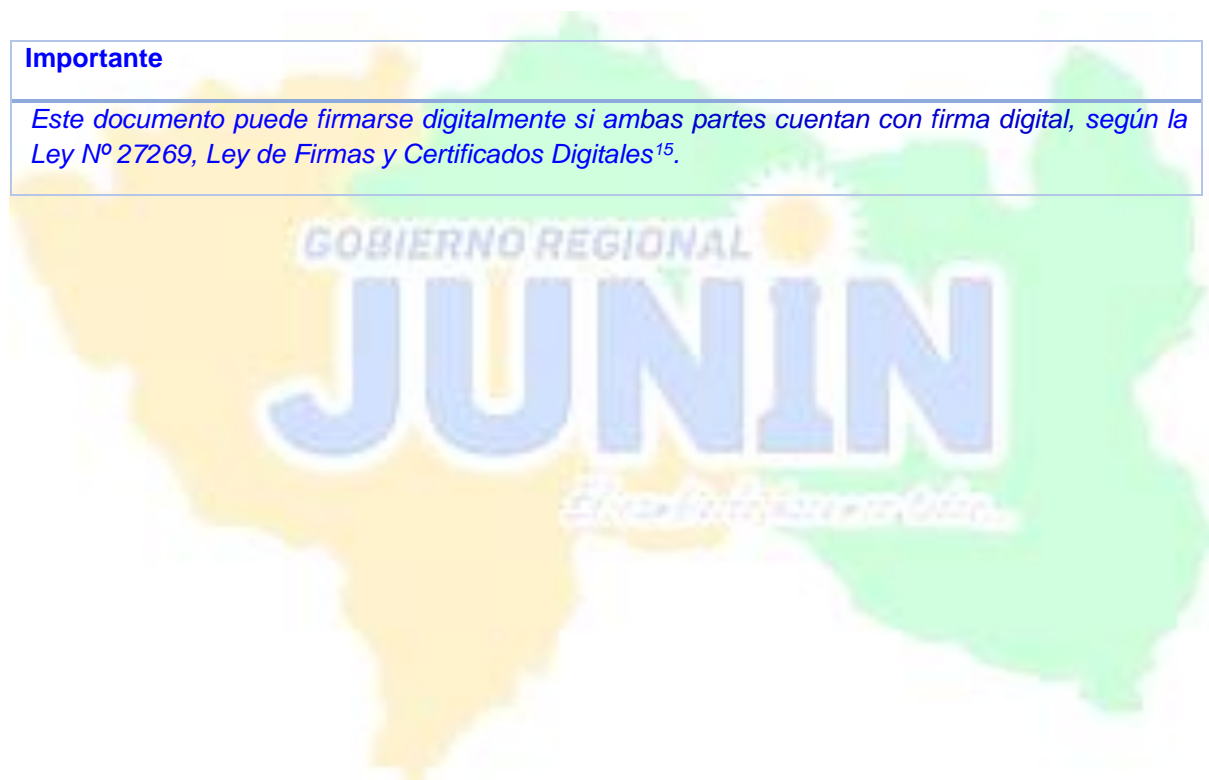 Importante
Este documento puede firmarse digitalmente si ambas partes cuentan con firma digital, según la
Ley Nº 27269, Ley de Firmas y Certificados Digitales¹⁵.
GOBIERNO REGIONAL
JUNIN